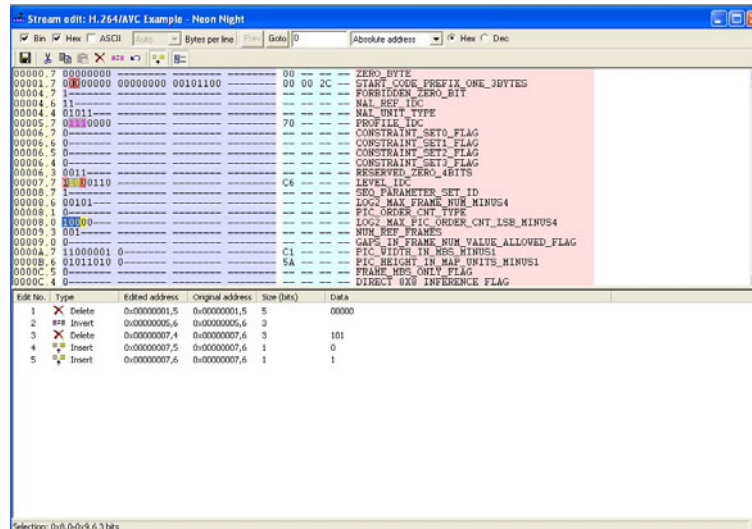 Stream edit: H.264/AVC Example - Neon Night
Bin Hex ASCII Auto Bytes per line Prev Goto 0 Absolute address Hex Dec
00000.7 00000000 -------- -------- -------- 00 -- -- -- ZERO_BYTE
00001.7 00000000 00000000 00101100 -------- 00 00 2C -- START_CODE_PREFIX_ONE_3BYTES
00004.7 1------- -------- -------- -------- -- -- -- -- FORBIDDEN_ZERO_BIT
00004.6 11------ -------- -------- -------- -- -- -- -- NAL_REF_IDC
00004.4 01011--- -------- -------- -------- -- -- -- -- NAL_UNIT_TYPE
00005.7 01110000 -------- -------- -------- 70 -- -- -- PROFILE_IDC
00006.7 0------- -------- -------- -------- -- -- -- -- CONSTRAINT_SET0_FLAG
00006.6 0------- -------- -------- -------- -- -- -- -- CONSTRAINT_SET1_FLAG
00006.5 0------- -------- -------- -------- -- -- -- -- CONSTRAINT_SET2_FLAG
00006.4 0------- -------- -------- -------- -- -- -- -- CONSTRAINT_SET3_FLAG
00006.3 0011---- -------- -------- -------- -- -- -- -- RESERVED_ZERO_4BITS
00007.7 -------- -------- -------- C6 -- -- -- LEVEL_IDC
00008.7 1------- -------- -------- -------- -- -- -- -- SEQ_PARAMETER_SET_ID
00008.6 00101--- -------- -------- -------- -- -- -- -- LOG2_MAX_FRAME_NUM_MINUS4
00008.1 0------- -------- -------- -------- -- -- -- -- PIC_ORDER_CNT_TYPE
00008.0 10000--- -------- -------- -------- -- -- -- -- LOG2_MAX_PIC_ORDER_CNT_LSB_MINUS4
00009.3 001----- -------- -------- -------- -- -- -- -- NUM_REF_FRAMES
00009.0 0------- -------- -------- -------- -- -- -- -- GAPS_IN_FRAME_NUM_VALUE_ALLOWED_FLAG
0000A.7 11000001 0------- -------- -------- C1 -- -- -- PIC_WIDTH_IN_MBS_MINUS1
0000B.6 01011010 0------- -------- -------- 5A -- -- -- PIC_HEIGHT_IN_MAP_UNITS_MINUS1
0000C.5 0------- -------- -------- -------- -- -- -- -- FRAME_MBS_ONLY_FLAG
0000C.4 0------- -------- -------- -------- -- -- -- -- DIRECT_8X8_INFERENCE_FLAG
Edit No. Type Edited address Original address Size (bits) Data
1 Delete 0x00000001,5 0x00000001,5 5 00000
2 Invert 0x00000005,6 0x00000005,6 3
3 Delete 0x00000007,4 0x00000007,6 3 101
4 Insert 0x00000007,5 0x00000007,6 1 0
5 Insert 0x00000007,6 0x00000007,6 1 1
Selection: 0x8,0-0x9,6 3 bits